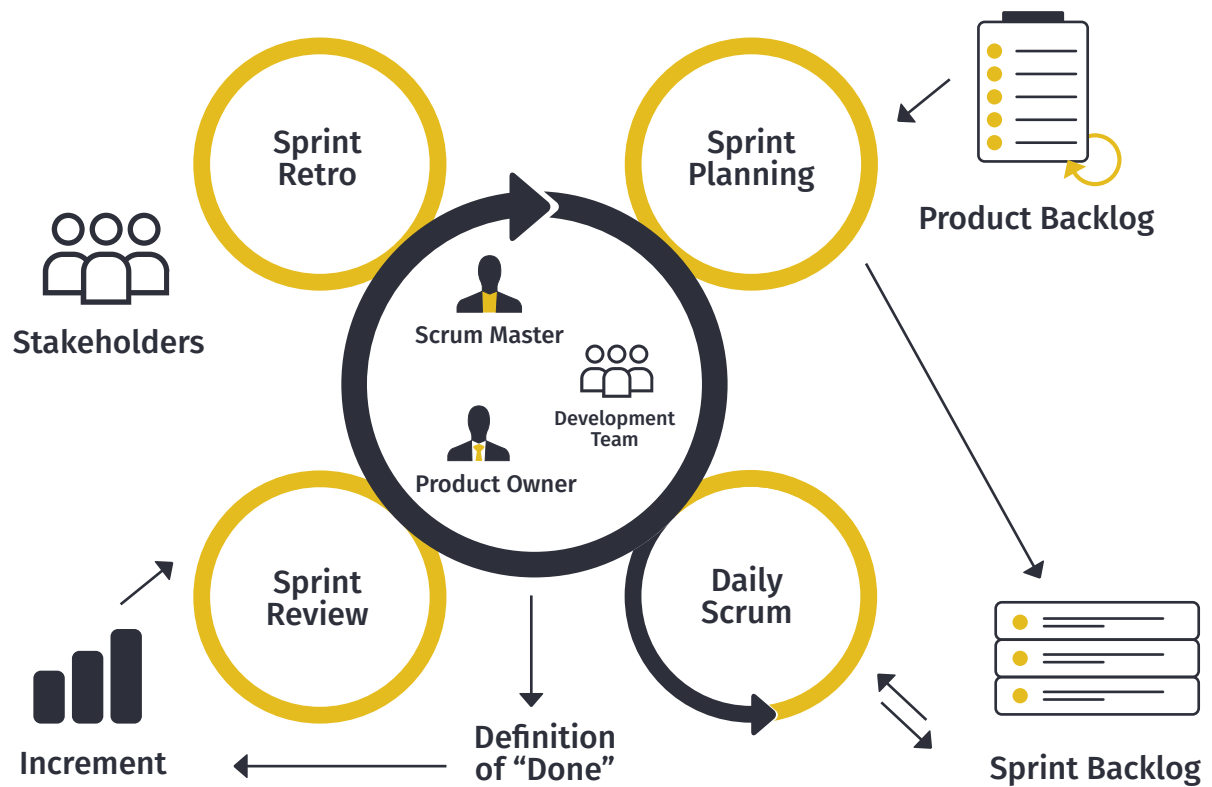 Sprint
Retro
Sprint
Planning
Product Backlog
Stakeholders
Scrum Master
Development
Team
Product Owner
Sprint
Review
Daily
Scrum
Increment
Definition
of “Done”
Sprint Backlog